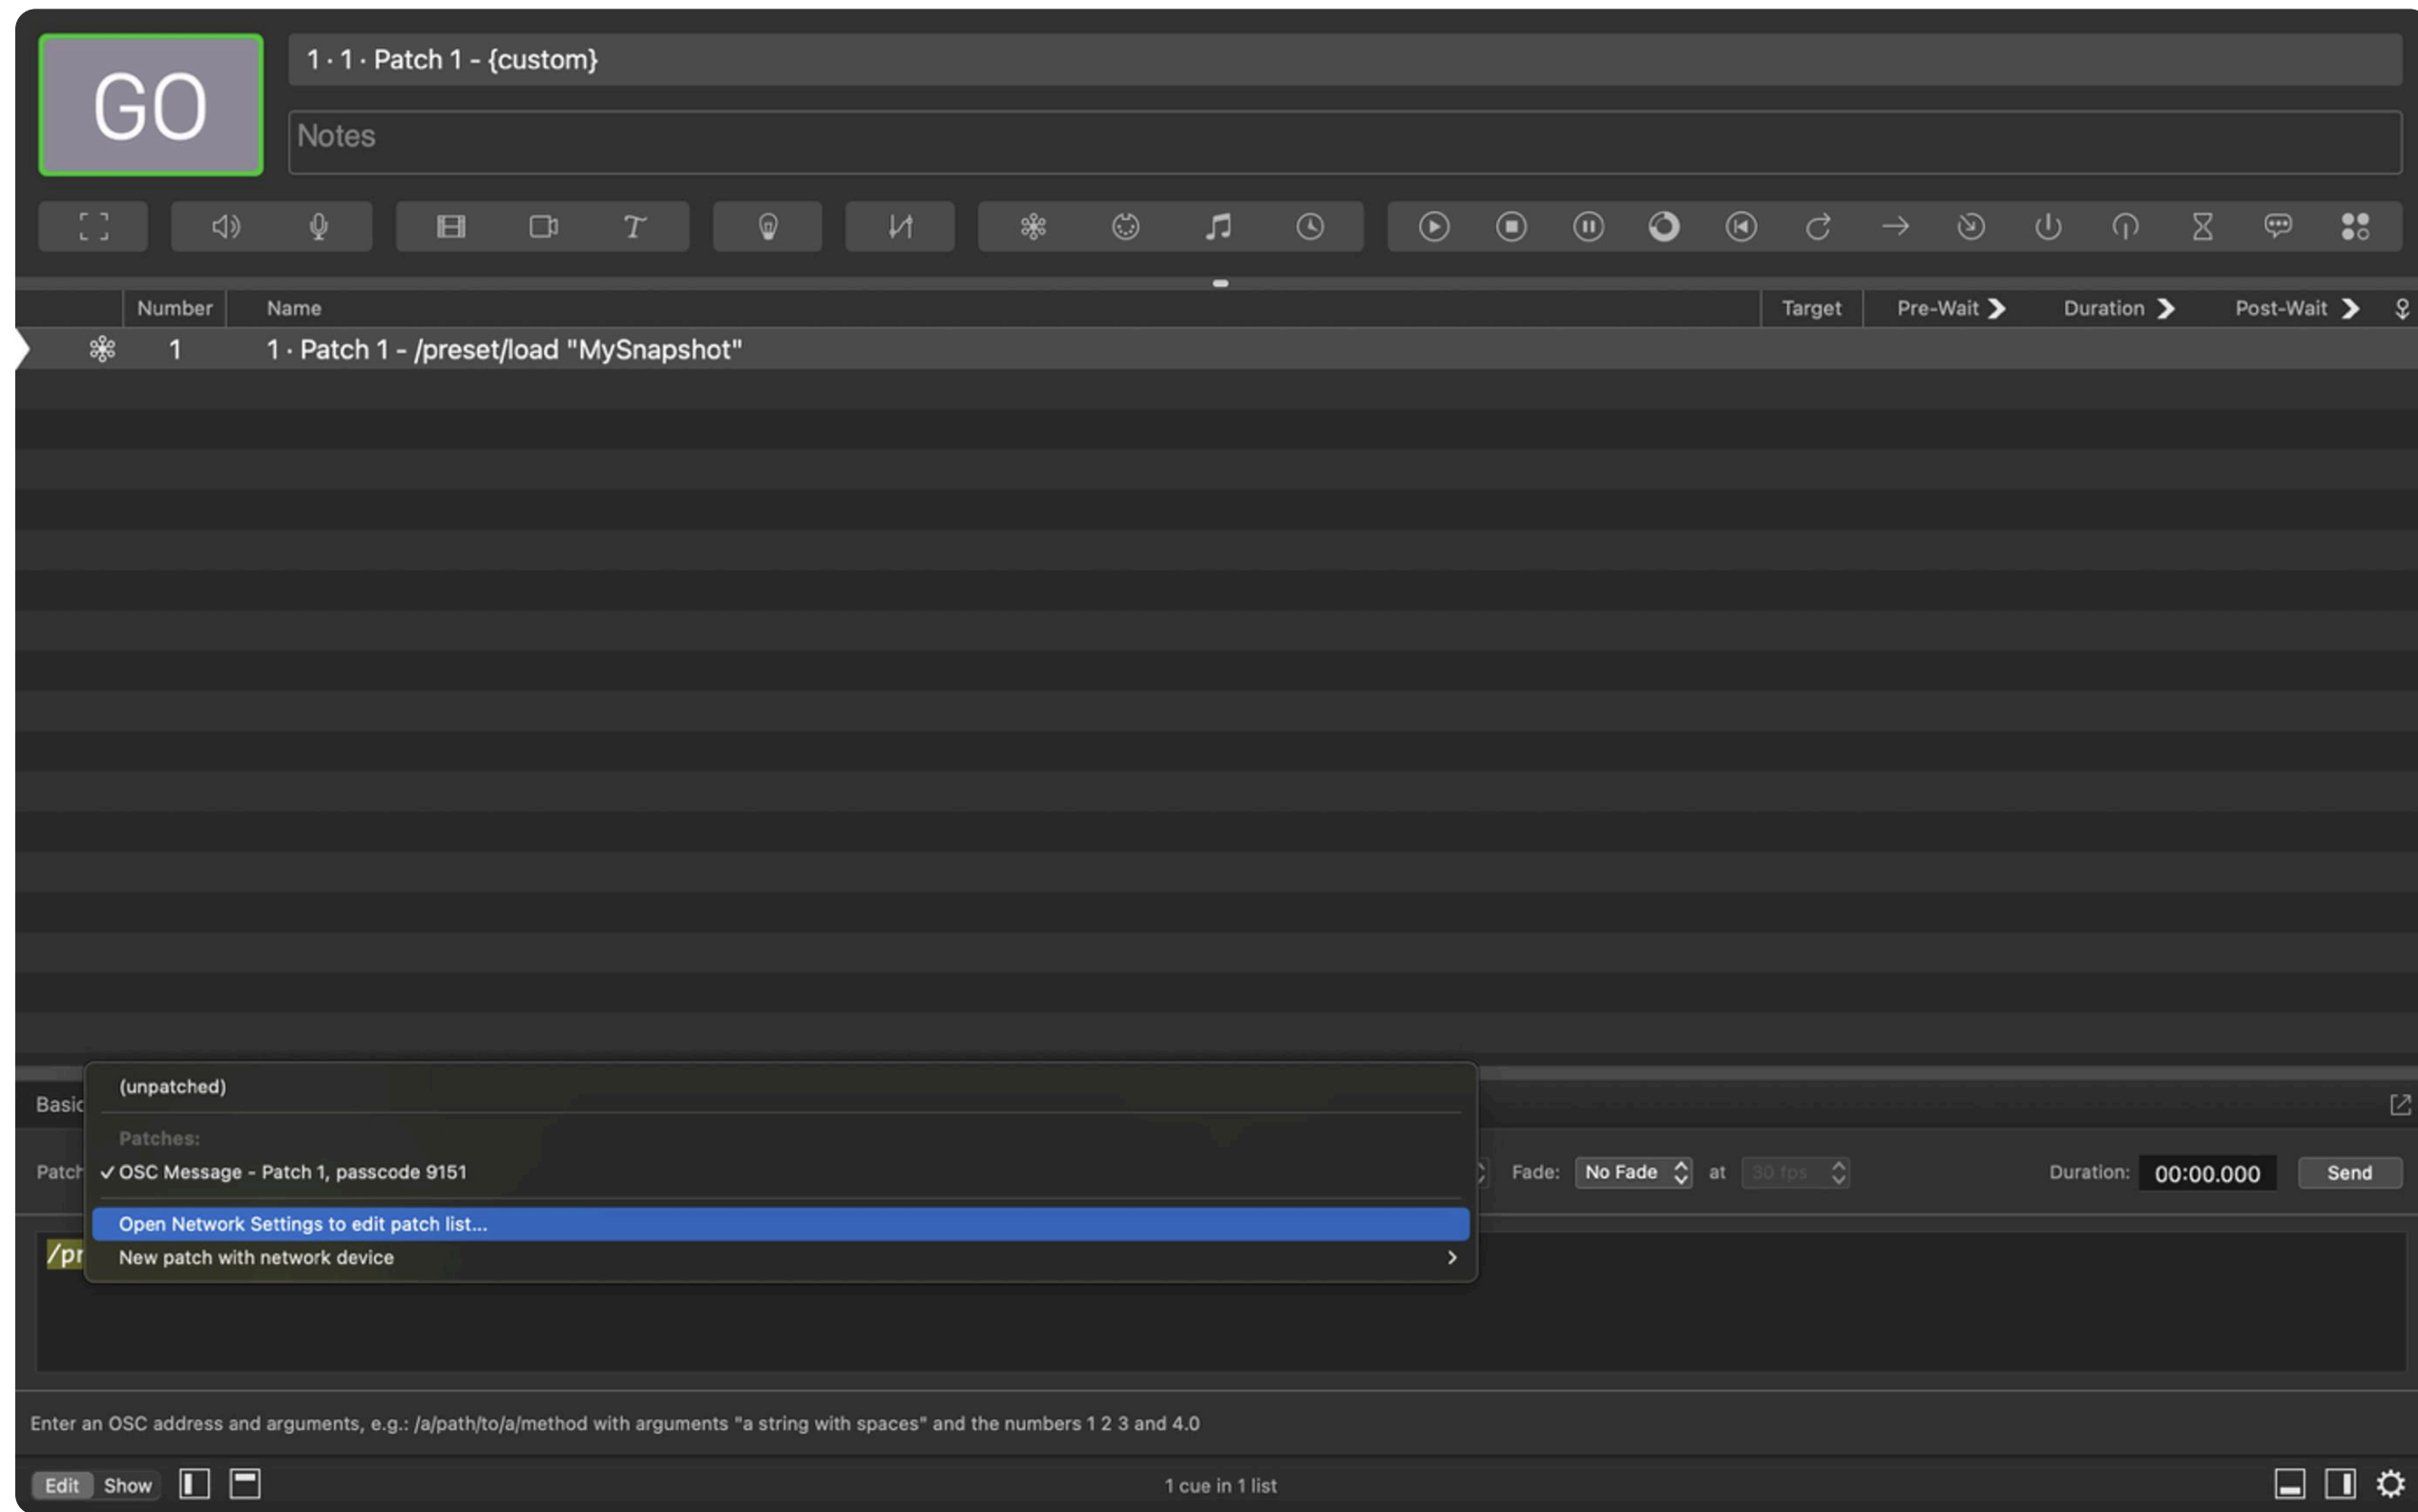 GO
1 · 1 · Patch 1 - {custom}
Notes
Number Name Target Pre-Wait Duration Post-Wait
1 1 · Patch 1 - /preset/load "MySnapshot"
(unpatched)
Basic
Patches:
Patch ✓ OSC Message - Patch 1, passcode 9151 Fade: No Fade at 30 fps Duration: 00:00.000 Send
Open Network Settings to edit patch list...
/pr
New patch with network device
Enter an OSC address and arguments, e.g.: /a/path/to/a/method with arguments "a string with spaces" and the numbers 1 2 3 and 4.0
Edit Show 1 cue in 1 list